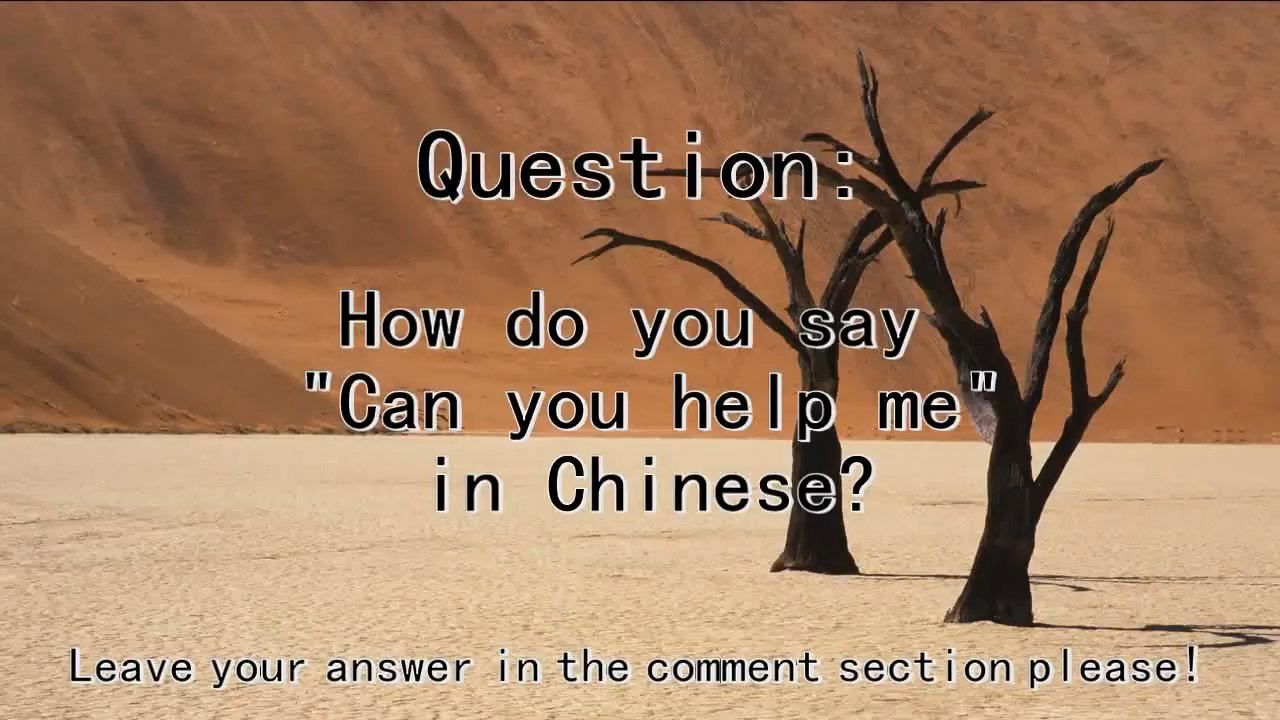 Question:
How do you say
"Can you help me"
in Chinese?
Leave your answer in the comment section please!